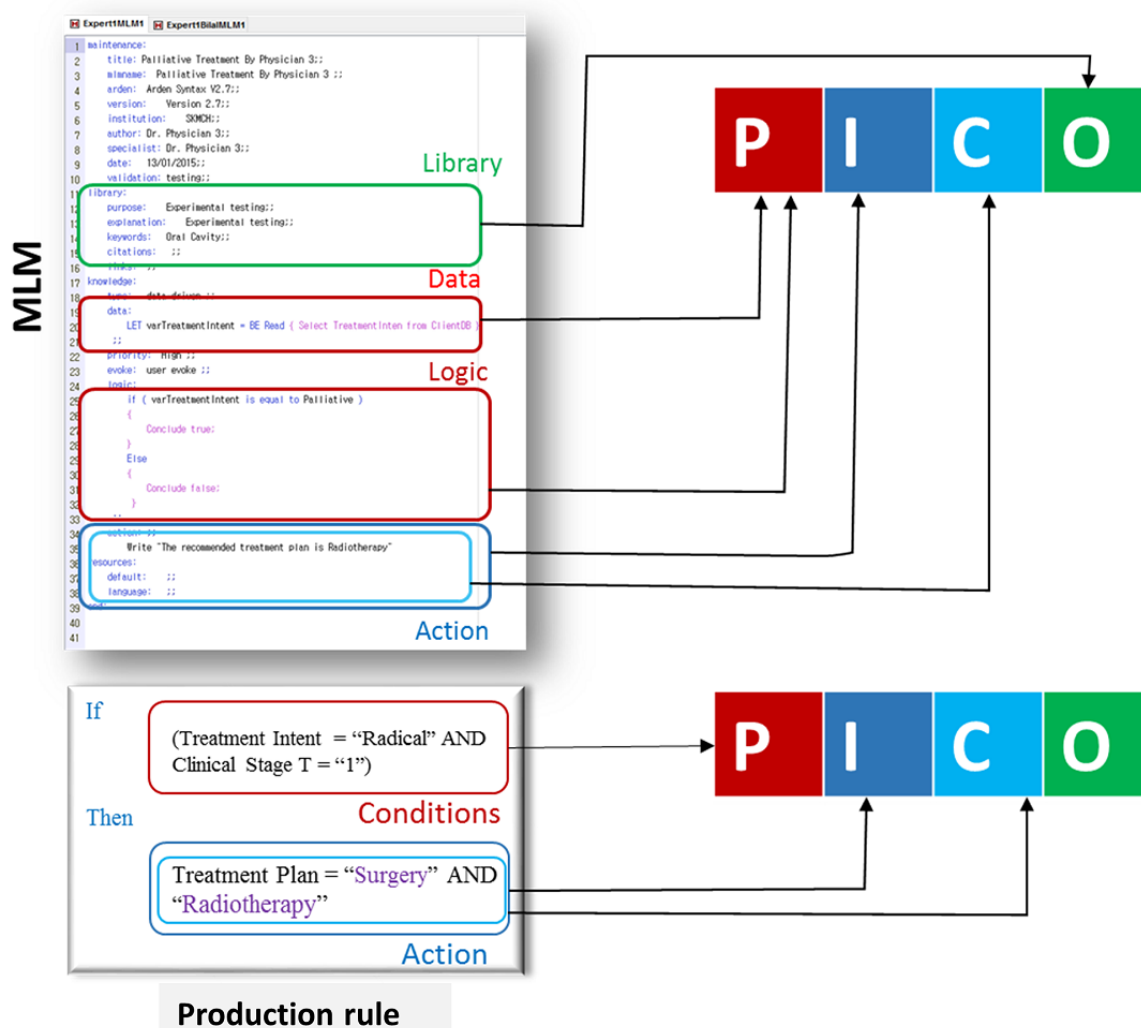 Expert1MLM1 Expert1BilalMLM1
1 maintenance:
2 title: Palliative Treatment By Physician 3;;
3 mlmname: Palliative Treatment By Physician 3 ;;
4 arden: Arden Syntax V2.7;;
5 version: Version 2.7;;
6 institution: SKMCH;;
7 author: Dr. Physician 3;;
8 specialist: Dr. Physician 3;;
9 date: 13/01/2015;;
10 validation: testing;;
Library
11 library:
12 purpose: Experimental testing;;
13 explanation: Experimental testing;;
14 keywords: Oral Cavity;;
15 citations: ;;
16 links: ;;
Data
17 knowledge:
18 type: data-driven ;;
19 data:
20 LET varTreatmentIntent = BE Read { Select TreatmentInten from ClientDB }
21 ;;
22 priority: High ;;
23 evoke: user evoke ;;
Logic
24 logic:
25 if ( varTreatmentIntent is equal to Palliative )
26 {
27 Conclude true;
28 }
29 Else
30 {
31 Conclude false;
32 }
33 ;;
34 action: ;;
35 Write "The recommended treatment plan is Radiotherapy"
36 resources:
37 default: ;;
38 language: ;;
39 end:
40
41
Action
MLM
P I C O
If
(Treatment Intent = “Radical” AND
Clinical Stage T = “1”)
Conditions
Then
Treatment Plan = “Surgery” AND
“Radiotherapy”
Action
P I C O
Production rule